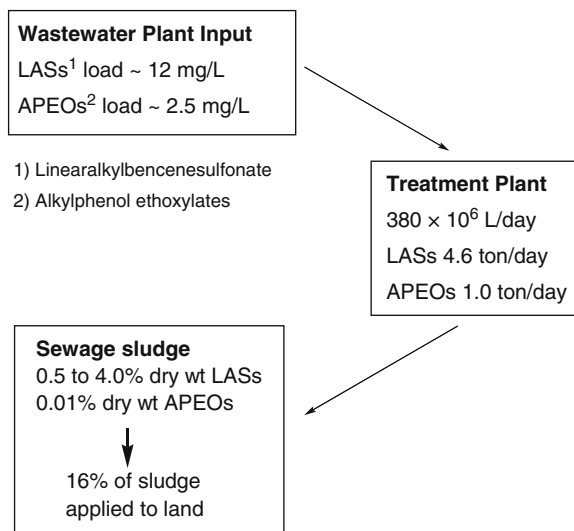 Wastewater Plant Input
LASs¹ load ~ 12 mg/L
APEOs² load ~ 2.5 mg/L
1) Linearalkylbencenesulfonate
2) Alkylphenol ethoxylates
Treatment Plant
380 × 10⁶ L/day
LASs 4.6 ton/day
APEOs 1.0 ton/day
Sewage sludge
0.5 to 4.0% dry wt LASs
0.01% dry wt APEOs
16% of sludge
applied to land